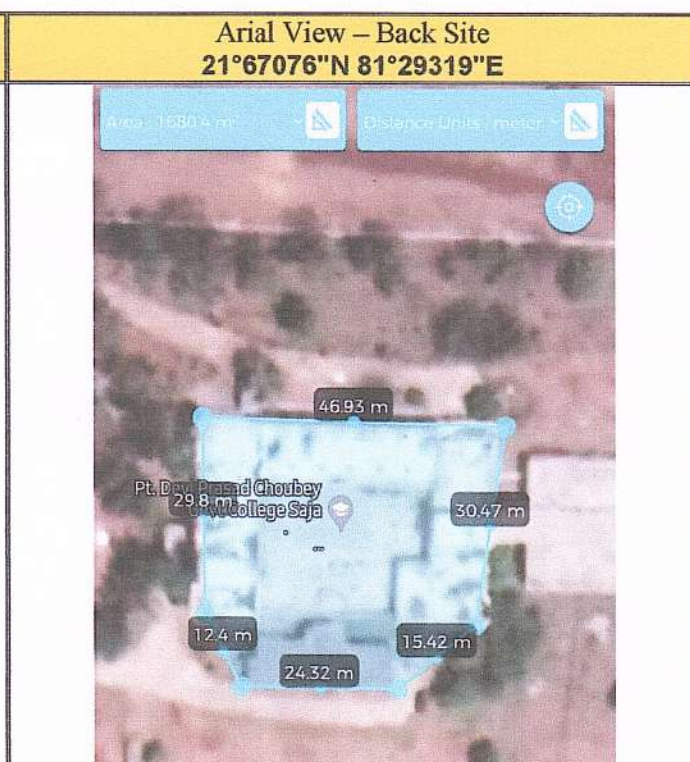 Arial View – Back Site
21°67076"N 81°29319"E
Area : 1680.4 m²
Distance Units : meter
46.93 m
Pt. Devi Prasad Choubey
29.8 m
Govt College Saja
30.47 m
12.4 m
15.42 m
24.32 m